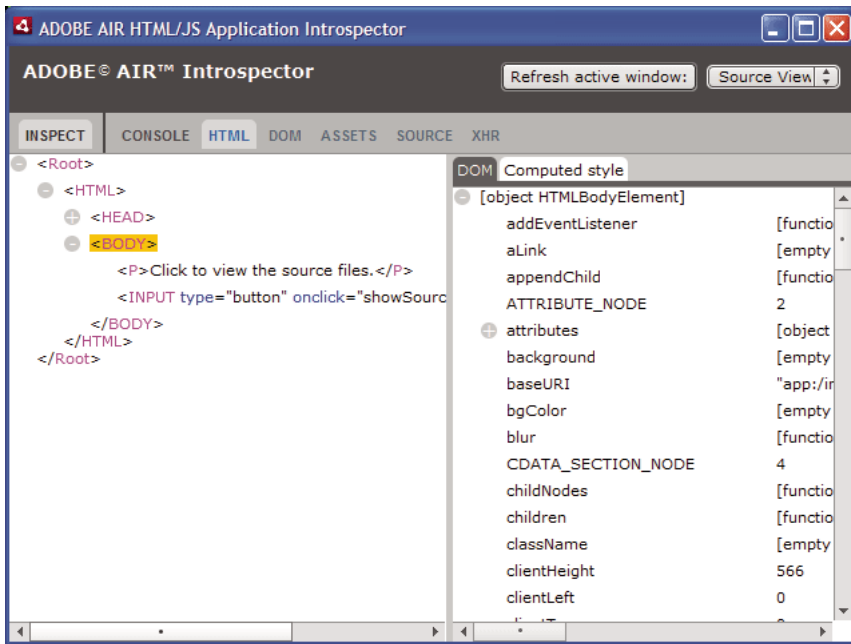 ADOBE AIR HTML/JS Application Introspector
ADOBE© AIR™ Introspector
Refresh active window:
Source View
INSPECT CONSOLE HTML DOM ASSETS SOURCE XHR
<Root>
<HTML>
<HEAD>
<BODY>
<P>Click to view the source files.</P>
<INPUT type="button" onclick="showSourc
</BODY>
</HTML>
</Root>
DOM Computed style
[object HTMLBodyElement]
addEventListener [functio
aLink [empty
appendChild [functio
ATTRIBUTE_NODE 2
attributes [object
background [empty
baseURI "app:/in
bgColor [empty
blur [functio
CDATA_SECTION_NODE 4
childNodes [functio
children [functio
className [empty
clientHeight 566
clientLeft 0